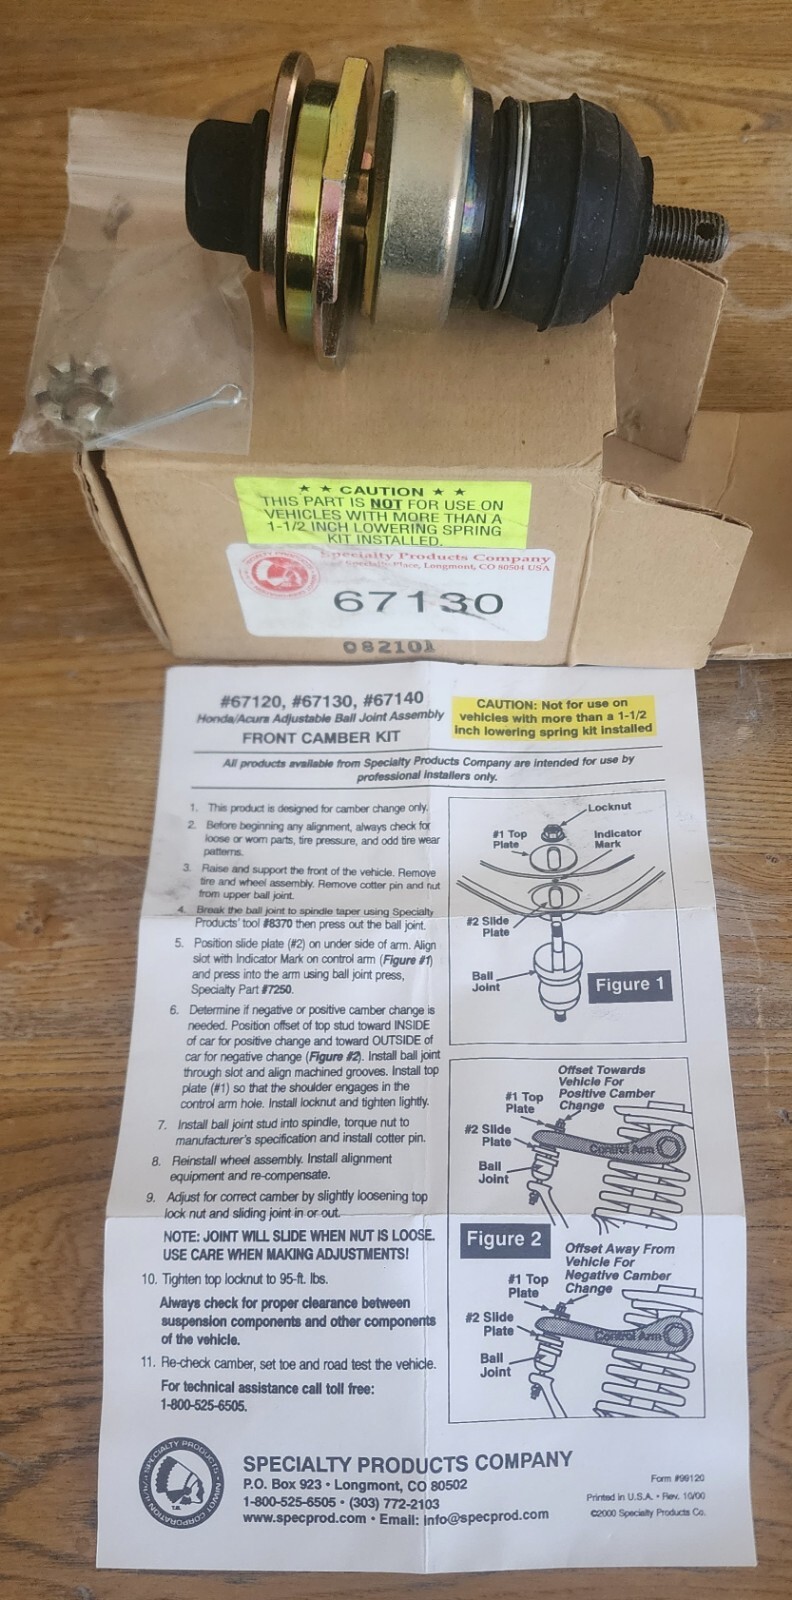 ★ ★ CAUTION ★ ★
THIS PART IS NOT FOR USE ON
VEHICLES WITH MORE THAN A
1-1/2 INCH LOWERING SPRING
KIT INSTALLED.
Specialty Products Company
Specialty Place, Longmont, CO 80504 USA
67130
082101
#67120, #67130, #67140
Honda/Acura Adjustable Ball Joint Assembly
FRONT CAMBER KIT
CAUTION: Not for use on
vehicles with more than a 1-1/2
inch lowering spring kit installed
All products available from Specialty Products Company are intended for use by
professional installers only.
1. This product is designed for camber change only.
2. Before beginning any alignment, always check for
loose or worn parts, tire pressure, and odd tire wear
patterns.
3. Raise and support the front of the vehicle. Remove
tire and wheel assembly. Remove cotter pin and nut
from upper ball joint.
4. Break the ball joint to spindle taper using Specialty
Products' tool #8370 then press out the ball joint.
5. Position slide plate (#2) on under side of arm. Align
slot with Indicator Mark on control arm (Figure #1)
and press into the arm using ball joint press,
Specialty Part #7250.
6. Determine if negative or positive camber change is
needed. Position offset of top stud toward INSIDE
of car for positive change and toward OUTSIDE of
car for negative change (Figure #2). Install ball joint
through slot and align machined grooves. Install top
plate (#1) so that the shoulder engages in the
control arm hole. Install locknut and tighten lightly.
7. Install ball joint stud into spindle, torque nut to
manufacturer's specification and install cotter pin.
8. Reinstall wheel assembly. Install alignment
equipment and re-compensate.
9. Adjust for correct camber by slightly loosening top
lock nut and sliding joint in or out.
NOTE: JOINT WILL SLIDE WHEN NUT IS LOOSE.
USE CARE WHEN MAKING ADJUSTMENTS!
10. Tighten top locknut to 95-ft. lbs.
Always check for proper clearance between
suspension components and other components
of the vehicle.
11. Re-check camber, set toe and road test the vehicle.
For technical assistance call toll free:
1-800-525-6505.
Locknut
#1 Top
Plate
Indicator
Mark
#2 Slide
Plate
Ball
Joint
Figure 1
Offset Towards
Vehicle For
Positive Camber
Change
#1 Top
Plate
#2 Slide
Plate
Control Arm
Ball
Joint
Figure 2
Offset Away From
Vehicle For
Negative Camber
Change
#1 Top
Plate
#2 Slide
Plate
Control Arm
Ball
Joint
SPECIALTY PRODUCTS
NIWOT CORPORATION
SPECIALTY PRODUCTS COMPANY
P.O. Box 923 • Longmont, CO 80502
1-800-525-6505 • (303) 772-2103
www.specprod.com • Email: info@specprod.com
Form #99120
Printed in U.S.A. • Rev. 10/00
©2000 Specialty Products Co.